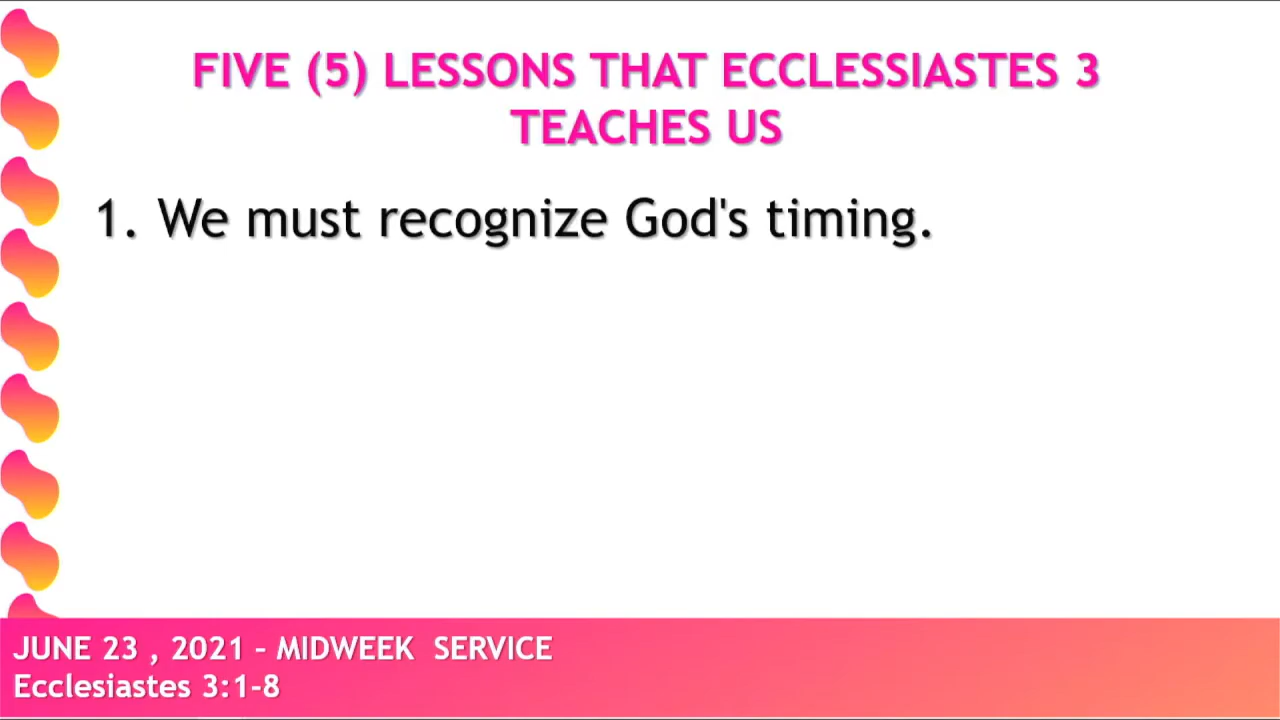 FIVE (5) LESSONS THAT ECCLESSIASTES 3
TEACHES US
1. We must recognize God's timing.
JUNE 23 , 2021 – MIDWEEK  SERVICE
Ecclesiastes 3:1-8